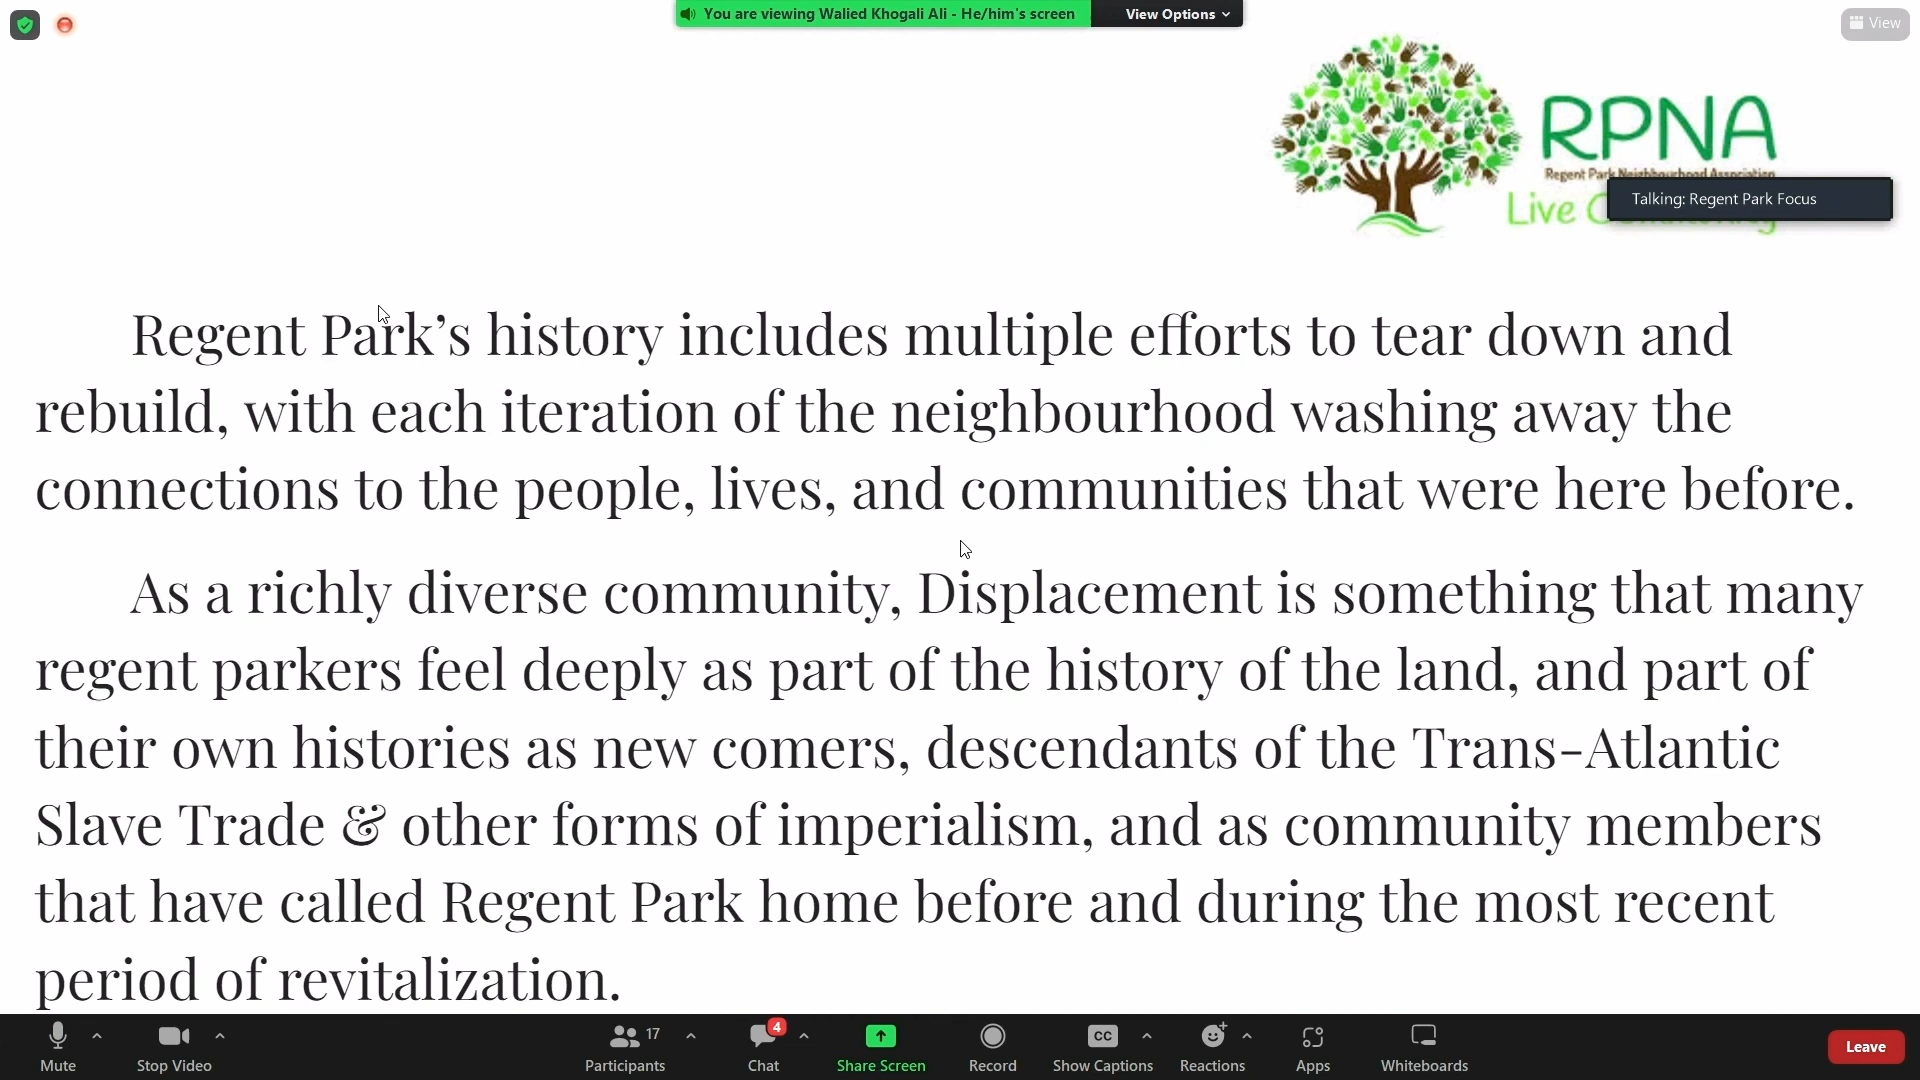 You are viewing Walied Khogali Ali - He/him's screen
View Options
View
RPNA
Regent Park Neighbourhood Association
Talking: Regent Park Focus
Live
Regent Park’s history includes multiple efforts to tear down and
rebuild, with each iteration of the neighbourhood washing away the
connections to the people, lives, and communities that were here before.
As a richly diverse community, Displacement is something that many
regent parkers feel deeply as part of the history of the land, and part of
their own histories as new comers, descendants of the Trans-Atlantic
Slave Trade & other forms of imperialism, and as community members
that have called Regent Park home before and during the most recent
period of revitalization.
17
4
CC
Mute
Stop Video
Participants
Chat
Share Screen
Record
Show Captions
Reactions
Apps
Whiteboards
Leave